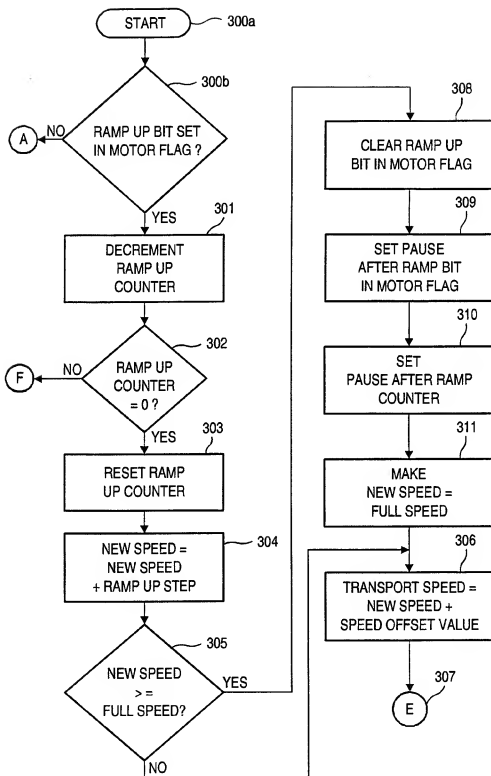 START
300a
300b
RAMP UP BIT SET
IN MOTOR FLAG ?
NO
A
YES
301
DECREMENT
RAMP UP
COUNTER
302
RAMP UP
COUNTER
= 0 ?
NO
F
YES
303
RESET RAMP
UP COUNTER
304
NEW SPEED =
NEW SPEED
+ RAMP UP STEP
305
NEW SPEED
>=
FULL SPEED?
YES
NO
308
CLEAR RAMP UP
BIT IN MOTOR FLAG
309
SET PAUSE
AFTER RAMP BIT
IN MOTOR FLAG
310
SET
PAUSE AFTER RAMP
COUNTER
311
MAKE
NEW SPEED =
FULL SPEED
306
TRANSPORT SPEED =
NEW SPEED +
SPEED OFFSET VALUE
E
307